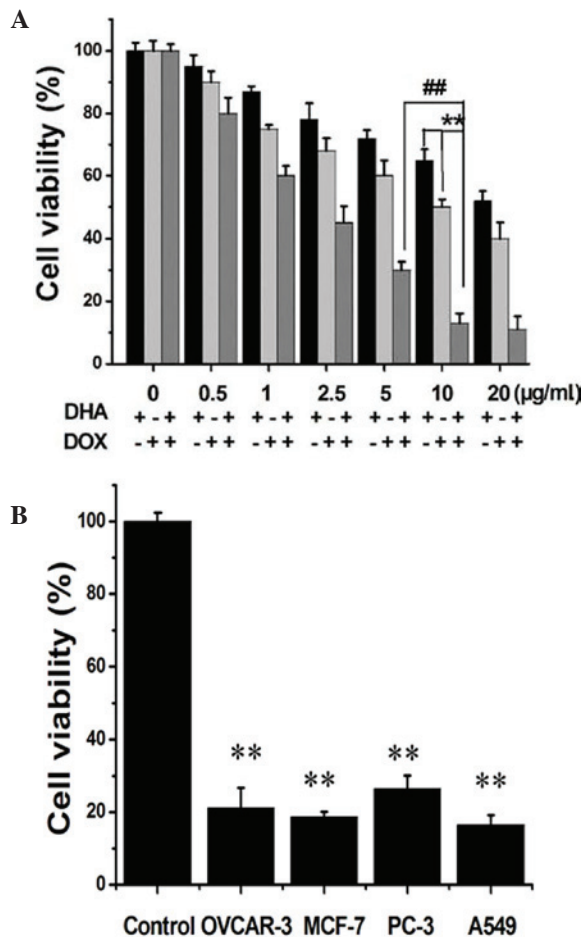 A
Cell viability (%)
100
80
60
40
20
0
##
**
0 0.5 1 2.5 5 10 20 (μg/ml)
DHA + - + + - + + - + + - + + - + + - + + - +
DOX - + + - + + - + + - + + - + + - + + - + +
B
Cell viability (%)
100
80
60
40
20
0
** ** ** **
Control OVCAR-3 MCF-7 PC-3 A549